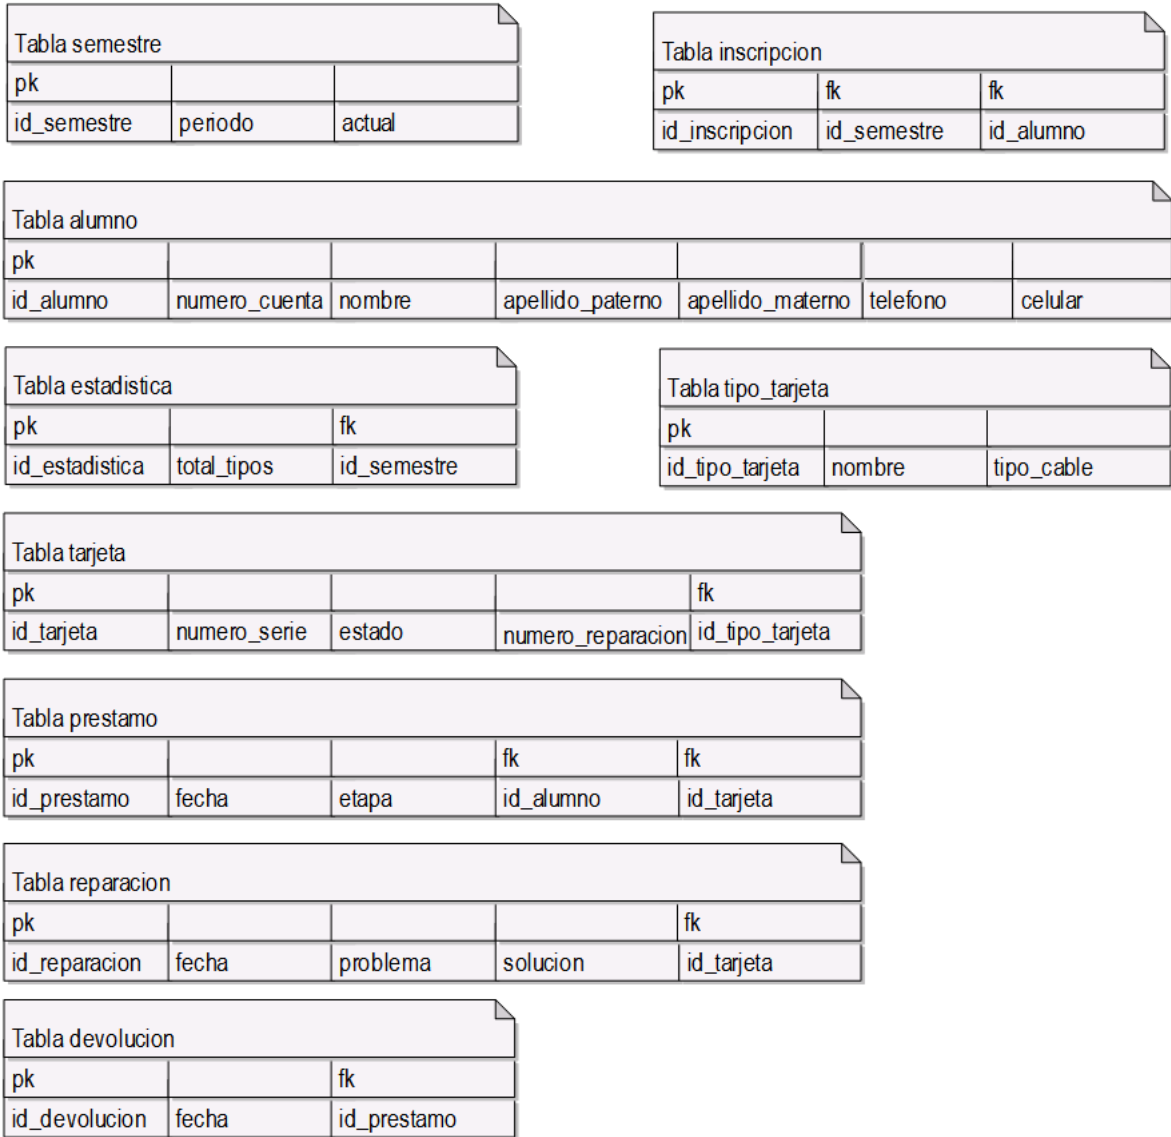 Tabla semestre
pk
id_semestre periodo actual
Tabla inscripcion
pk fk fk
id_inscripcion id_semestre id_alumno
Tabla alumno
pk
id_alumno numero_cuenta nombre apellido_paterno apellido_materno telefono celular
Tabla estadistica
pk fk
id_estadistica total_tipos id_semestre
Tabla tipo_tarjeta
pk
id_tipo_tarjeta nombre tipo_cable
Tabla tarjeta
pk fk
id_tarjeta numero_serie estado numero_reparacion id_tipo_tarjeta
Tabla prestamo
pk fk fk
id_prestamo fecha etapa id_alumno id_tarjeta
Tabla reparacion
pk fk
id_reparacion fecha problema solucion id_tarjeta
Tabla devolucion
pk fk
id_devolucion fecha id_prestamo